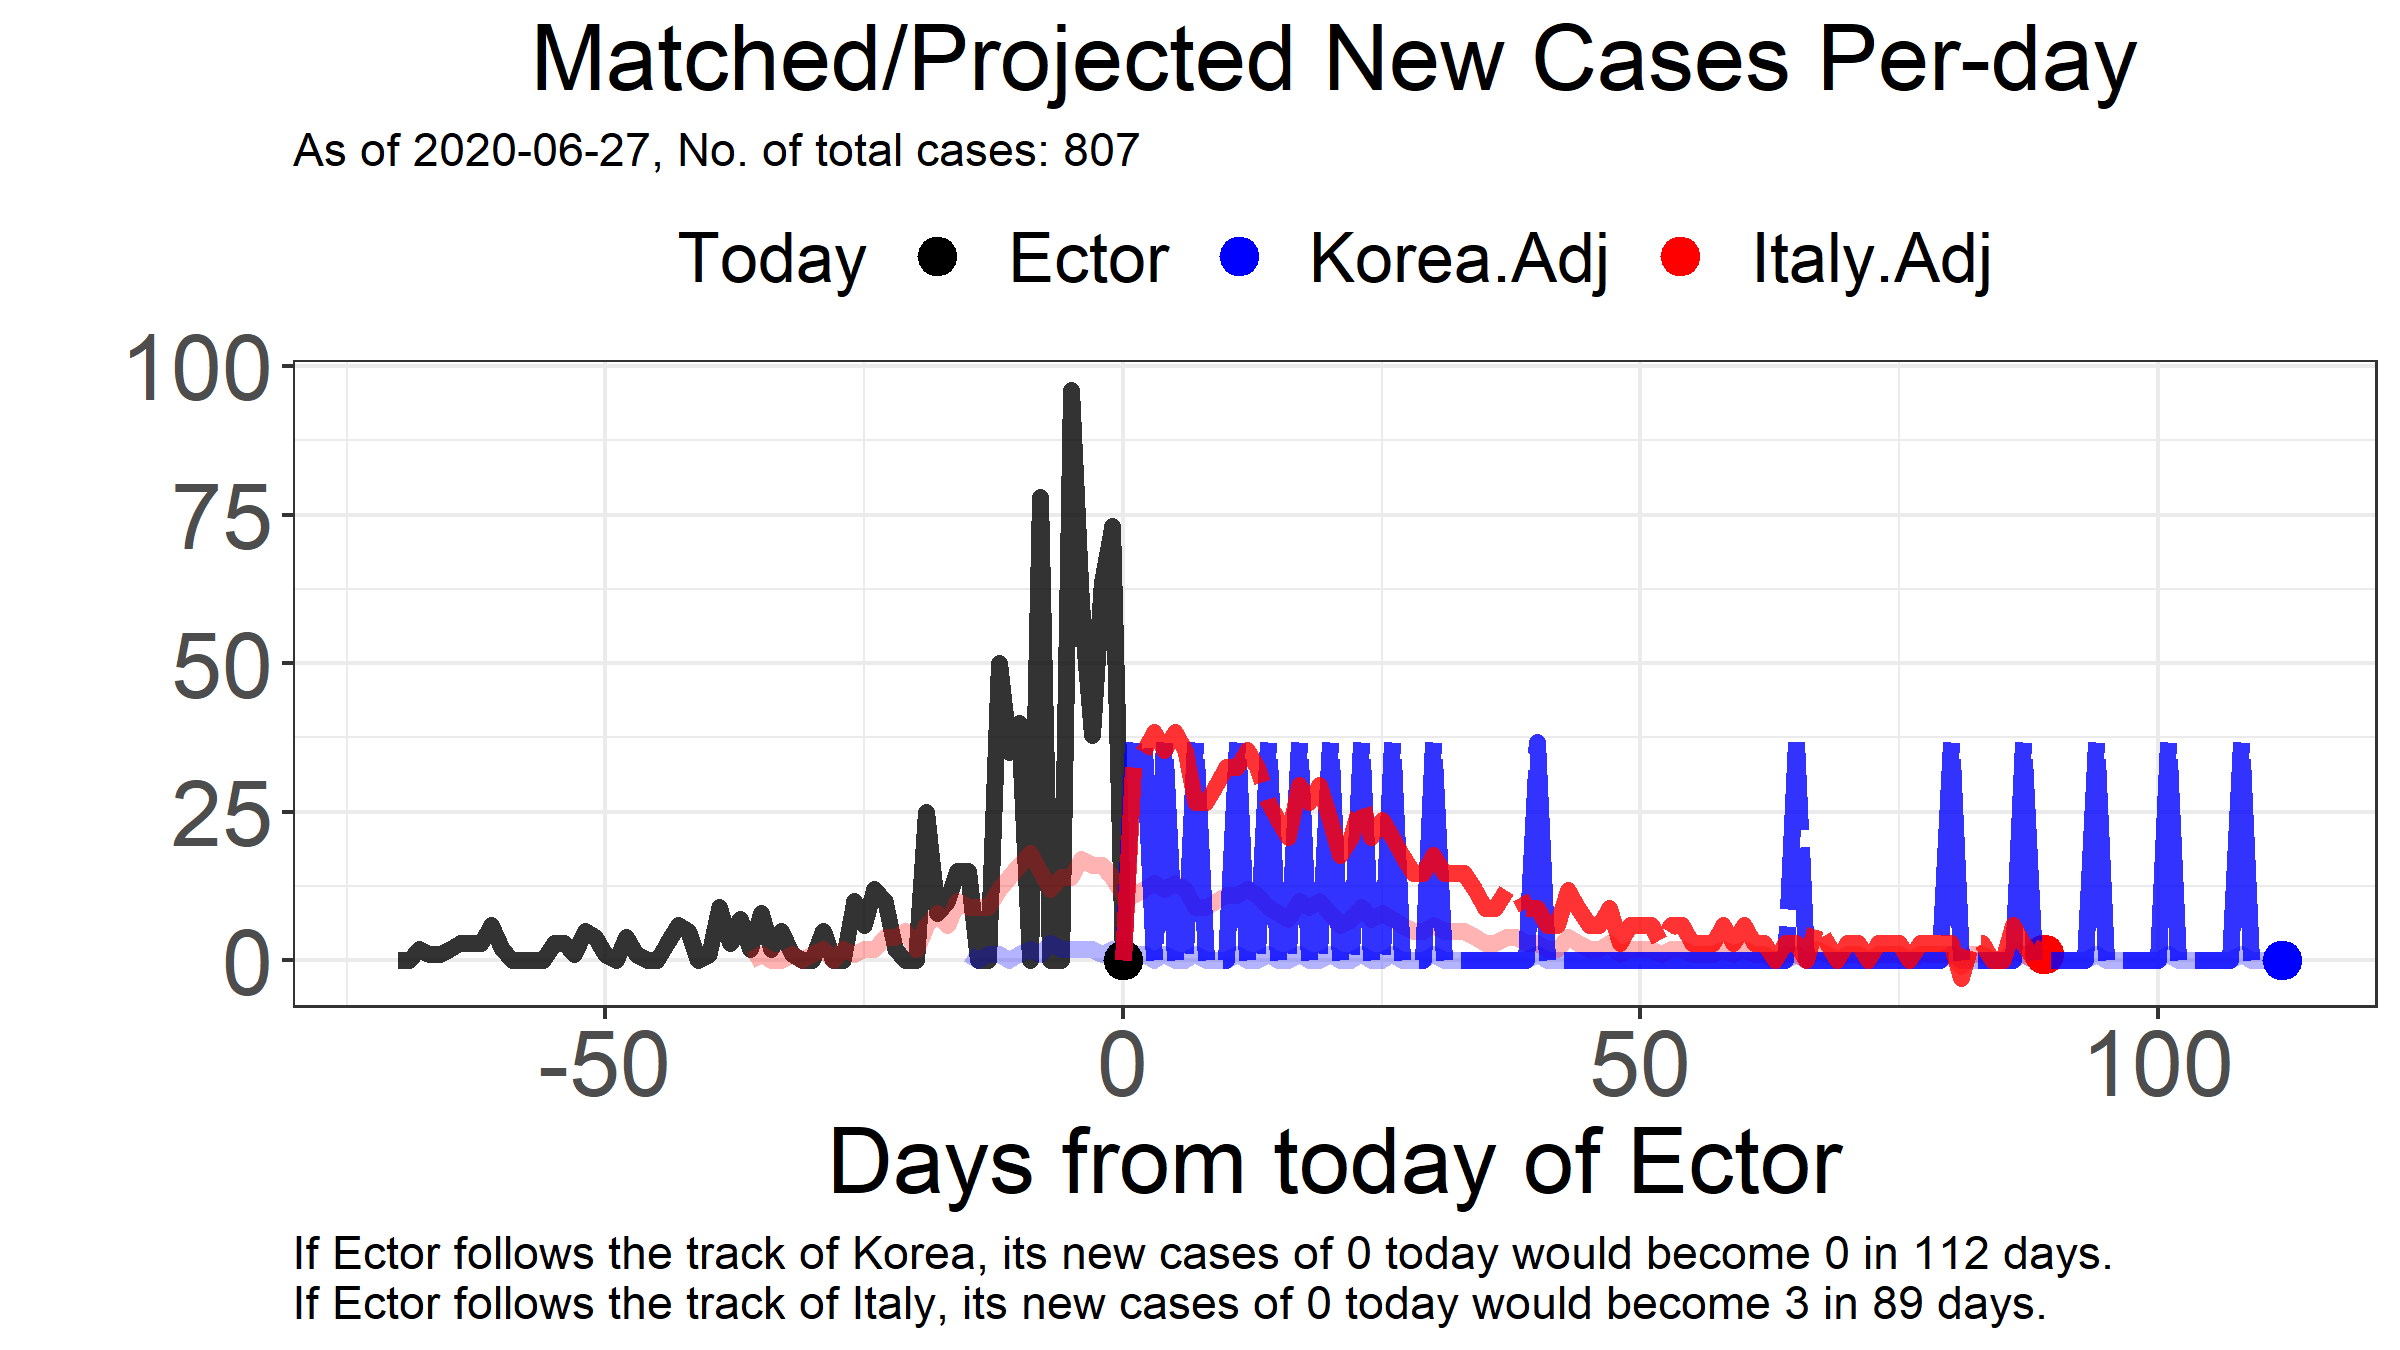 Matched/Projected New Cases Per-day
As of 2020-06-27, No. of total cases: 807
Today Ector Korea.Adj Italy.Adj
100
75
50
25
0
-50 0 50 100
Days from today of Ector
If Ector follows the track of Korea, its new cases of 0 today would become 0 in 112 days.
If Ector follows the track of Italy, its new cases of 0 today would become 3 in 89 days.